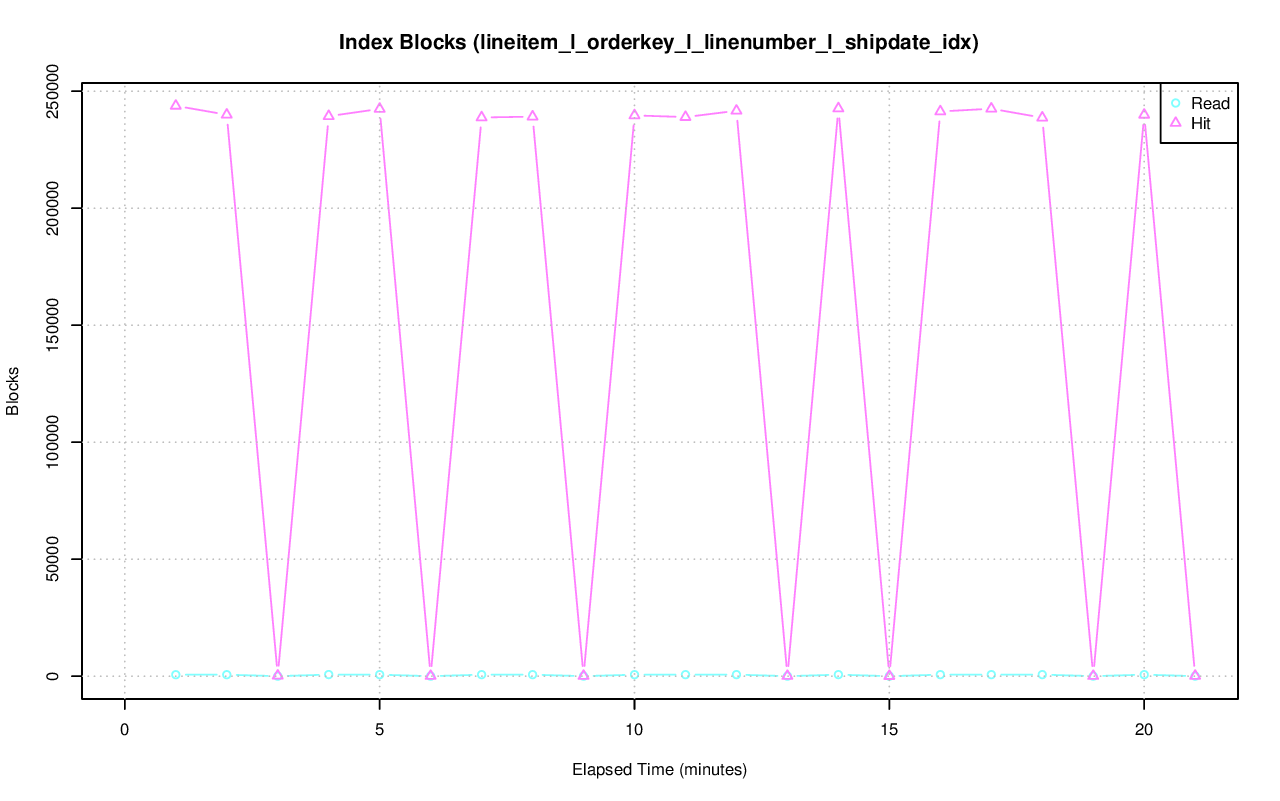 Index Blocks (lineitem_l_orderkey_l_linenumber_l_shipdate_idx)
Read
Hit
Blocks
250000
200000
150000
100000
50000
0
0 5 10 15 20
Elapsed Time (minutes)